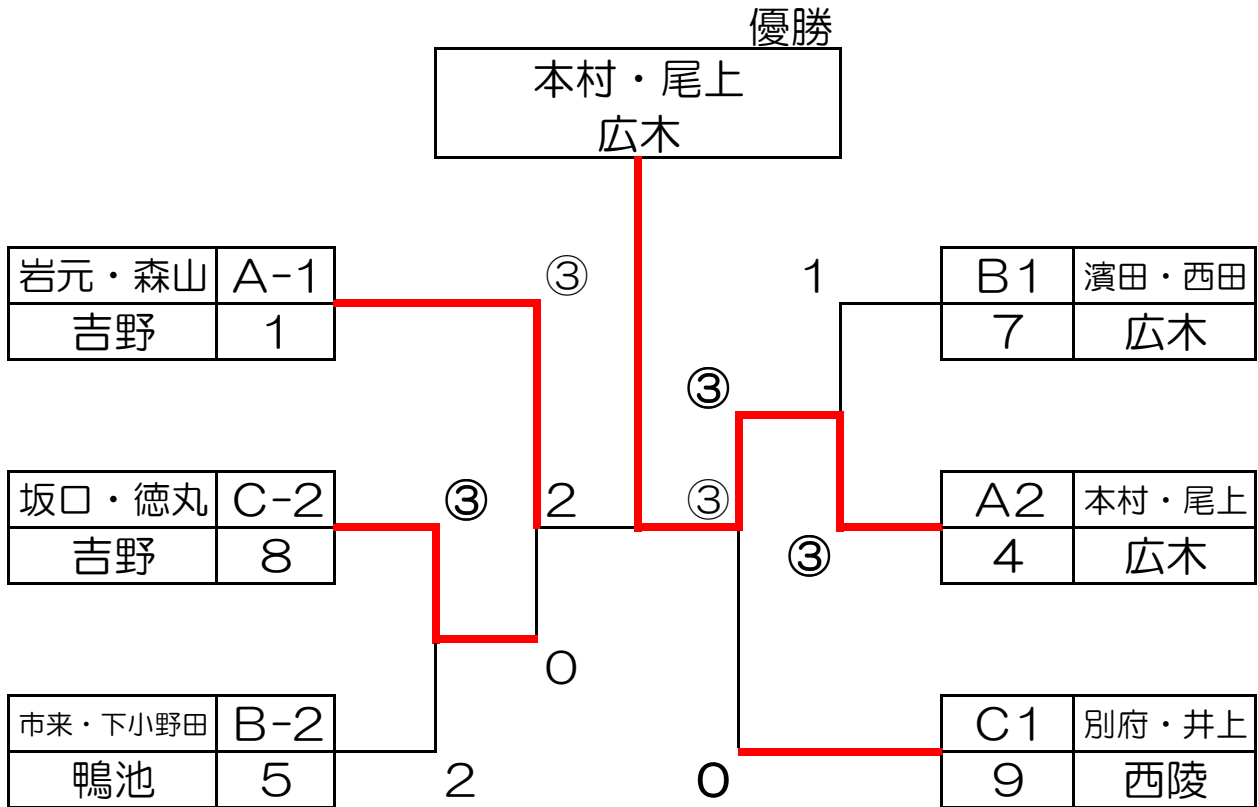 優勝
本村・尾上
広木
岩元・森山 A-1
吉野 1
③
1
B1 濱田・西田
7 広木
③
坂口・徳丸 C-2
吉野 8
③
2
③
A2 本村・尾上
4 広木
③
0
市来・下小野田 B-2
鴨池 5
2
0
C1 別府・井上
9 西陵